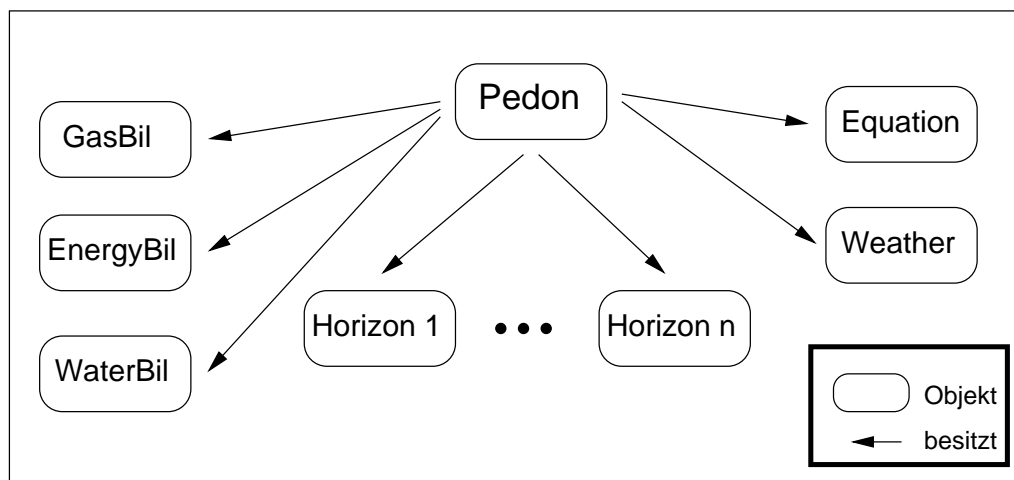 Pedon
GasBil
Equation
EnergyBil
Weather
Horizon 1
Horizon n
WaterBil
Objekt
besitzt